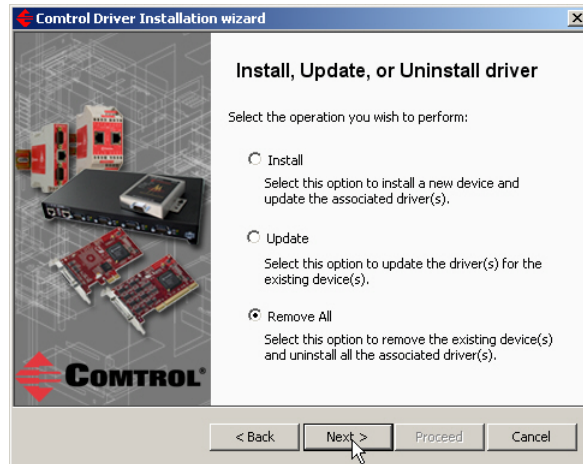 Comtrol Driver Installation wizard
Install, Update, or Uninstall driver
Select the operation you wish to perform:
Install
Select this option to install a new device and
update the associated driver(s).
Update
Select this option to update the driver(s) for the
existing device(s).
Remove All
Select this option to remove the existing device(s)
and uninstall all the associated driver(s).
COMTROL®
< Back
Next >
Proceed
Cancel